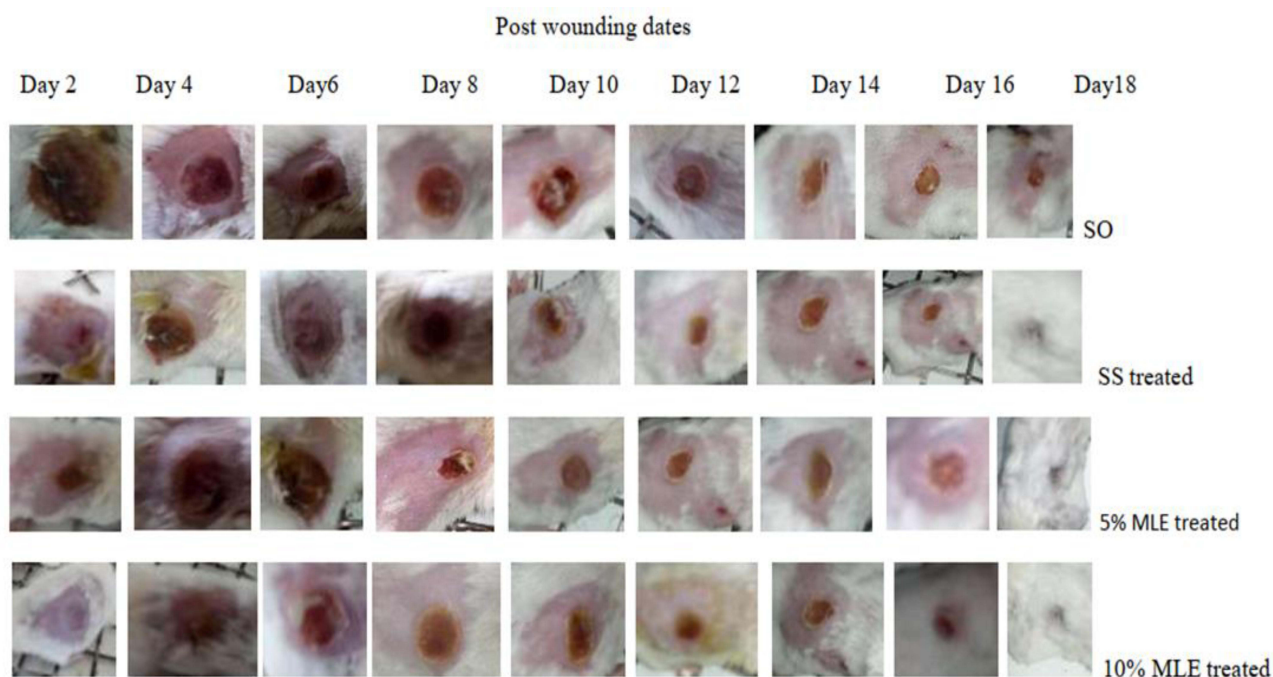 Post wounding dates
Day 2 Day 4 Day6 Day 8 Day 10 Day 12 Day 14 Day 16 Day18
SO
SS treated
5% MLE treated
10% MLE treated